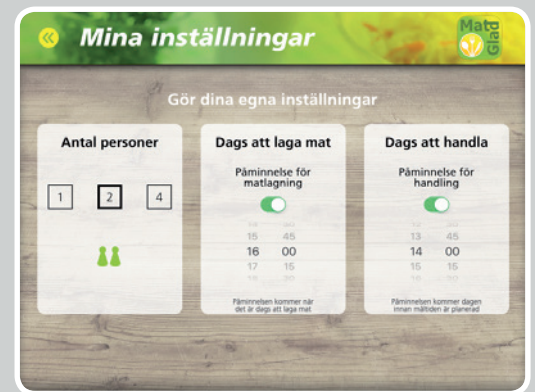 Mina inställningar
Mat
Glad
Gör dina egna inställningar
Antal personer
1 2 4
Dags att laga mat
Påminnelse för
matlagning
15 45
16 00
17 15
Påminnelsen kommer när
det är dags att laga mat
Dags att handla
Påminnelse för
handling
13 45
14 00
15 15
Påminnelsen kommer dagen
innan måltiden är planerad